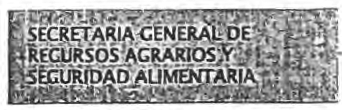 SECRETARIA GENERAL DE
RECURSOS AGRARIOS Y
SEGURIDAD ALIMENTARIA